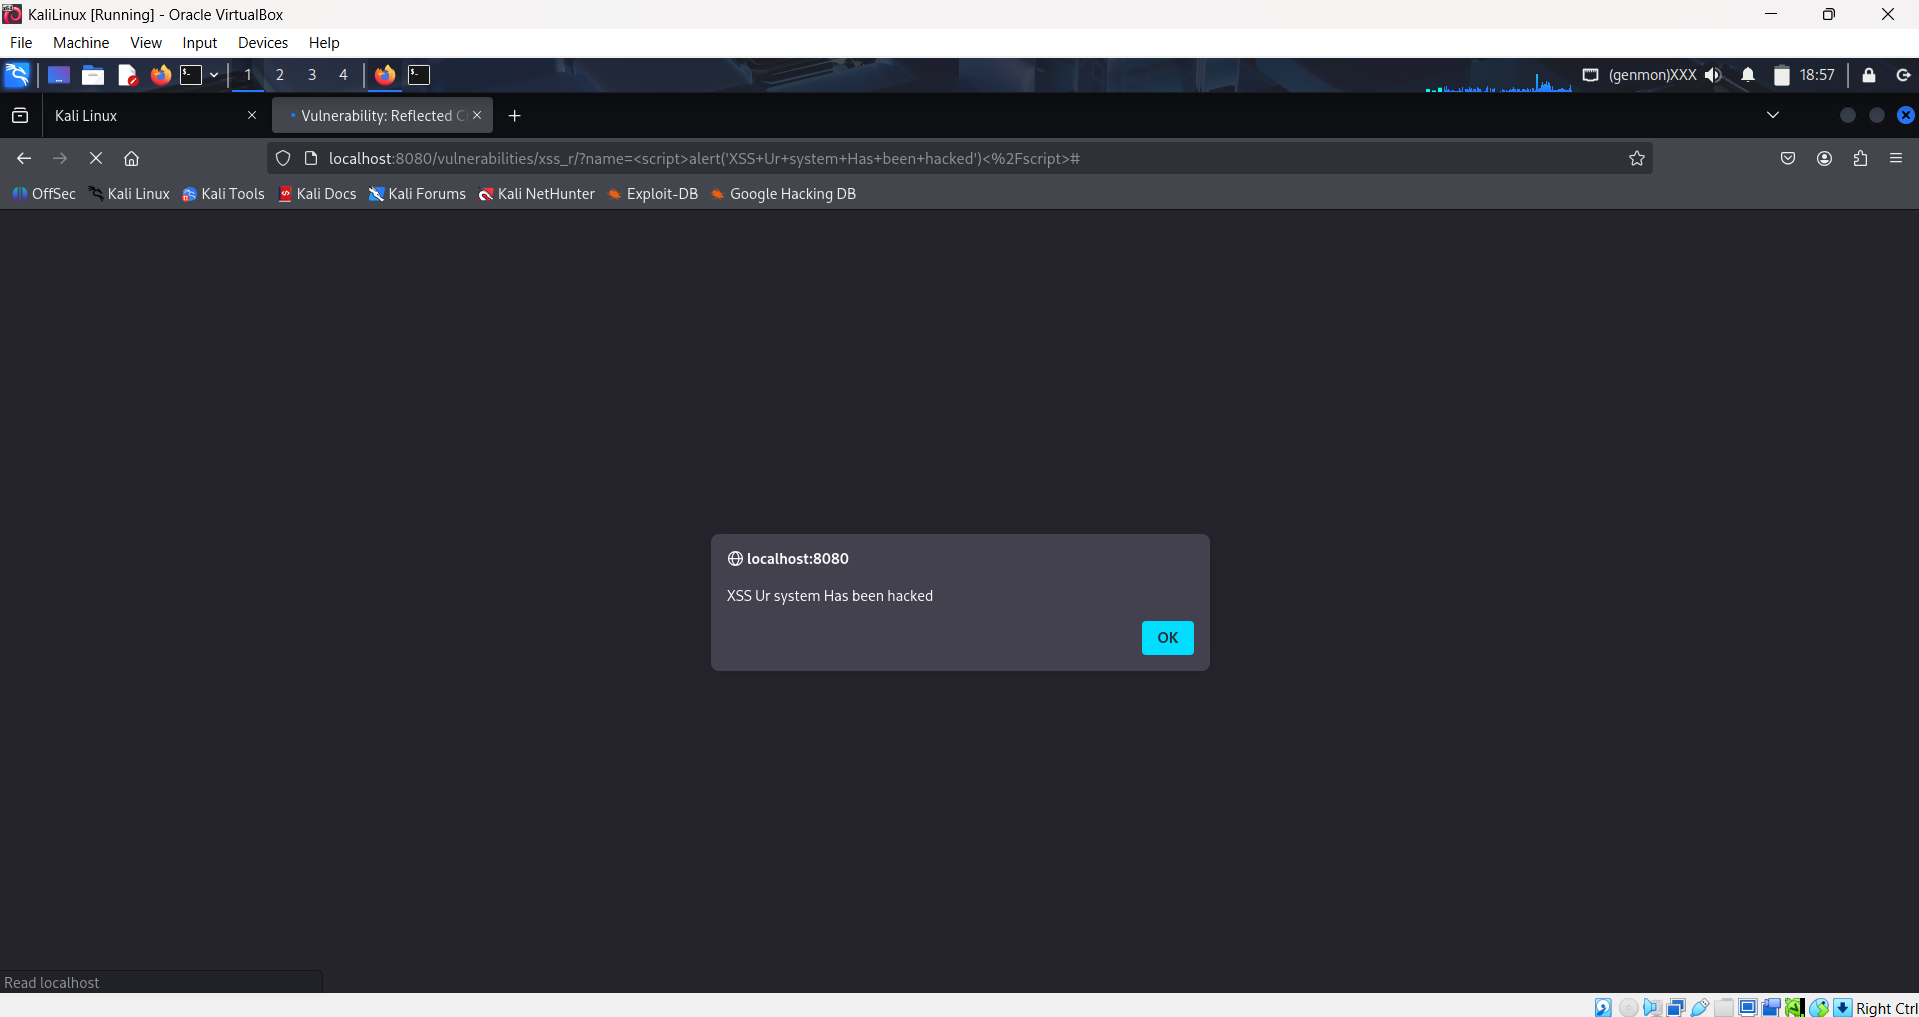 KaliLinux [Running] - Oracle VirtualBox
File Machine View Input Devices Help
1 2 3 4 (genmon)XXX 18:57
Kali Linux Vulnerability: Reflected
localhost:8080/vulnerabilities/xss_r/?name=<script>alert('XSS+Ur+system+Has+been+hacked')<%2Fscript>#
OffSec Kali Linux Kali Tools Kali Docs Kali Forums Kali NetHunter Exploit-DB Google Hacking DB
localhost:8080
XSS Ur system Has been hacked
OK
Read localhost
Right Ctrl